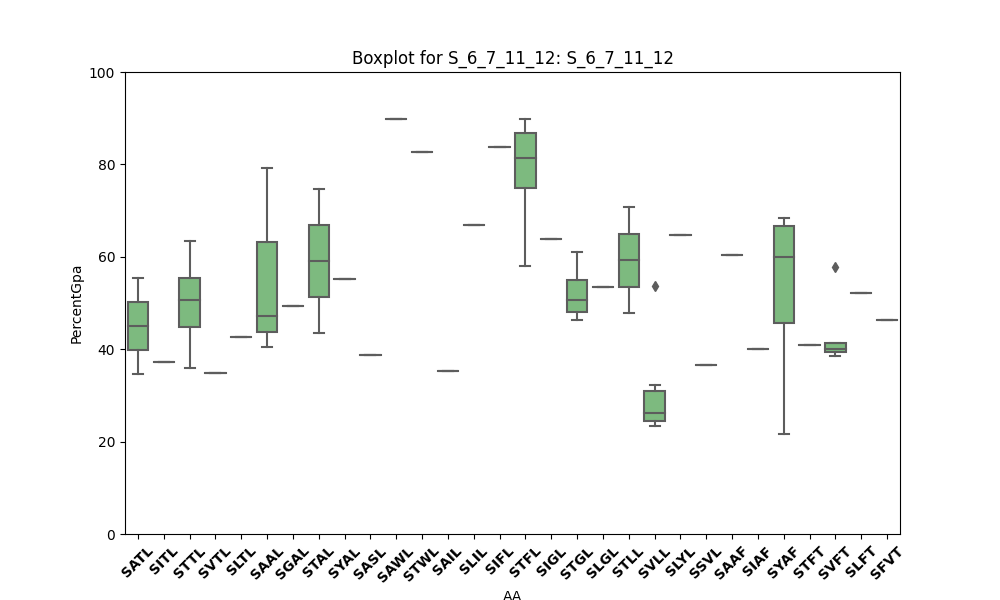 Boxplot for S_6_7_11_12: S_6_7_11_12
100
80
60
40
20
0
PercentGpa
SATL SITL STTL SVTL SLTL SAAL SGAL STAL SYAL SASL SAWL STWL SAIL SLIL SIFL STFL SIGL STGL SLGL STLL SVLL SLYL SSVL SAAF SIAF SYAF STFT SVFT SLFT SFVT
AA